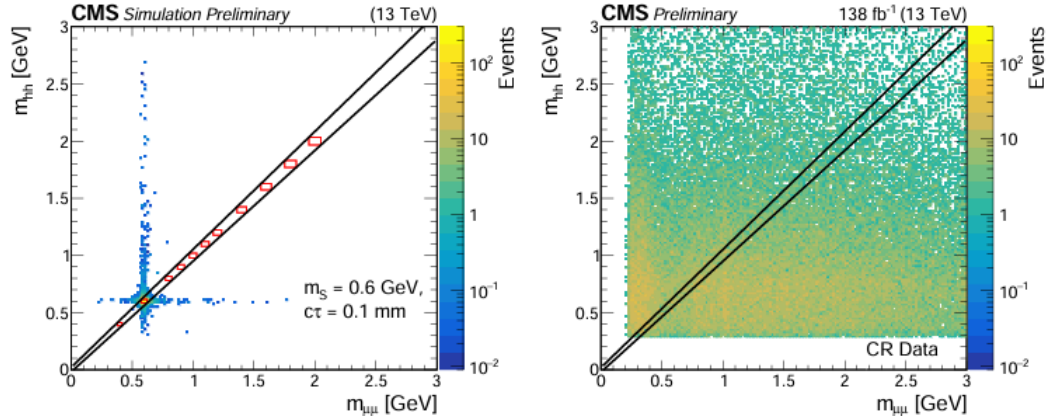 CMS Simulation Preliminary (13 TeV)
m_hh [GeV]
3
2.5
2
1.5
1
0.5
0
0 0.5 1 1.5 2 2.5 3
m_μμ [GeV]
m_S = 0.6 GeV,
cτ = 0.1 mm
Events
10²
10
1
10⁻¹
10⁻²
CMS Preliminary 138 fb⁻¹ (13 TeV)
m_hh [GeV]
3
2.5
2
1.5
1
0.5
0
0 0.5 1 1.5 2 2.5 3
m_μμ [GeV]
CR Data
Events
10²
10
1
10⁻¹
10⁻²